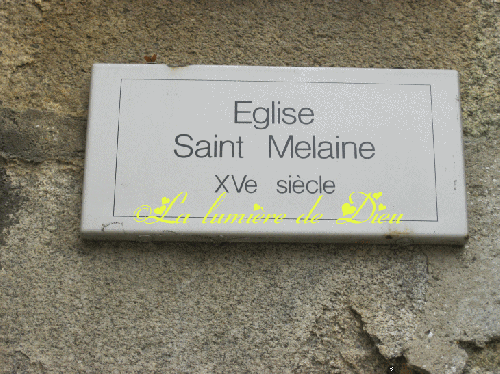 Eglise
Saint Melaine
XVe siècle
©La lumière de Dieu